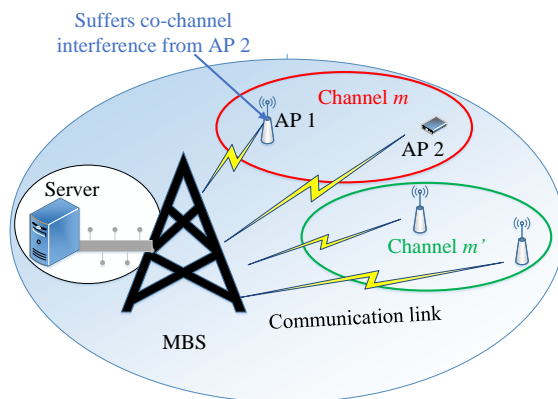 Suffers co-channel
interference from AP 2
Channel m
AP 1
AP 2
Server
Channel m’
Communication link
MBS